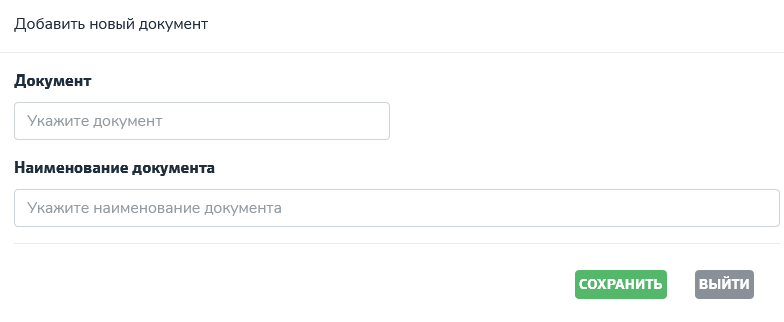 Добавить новый документ
Документ
Укажите документ
Наименование документа
Укажите наименование документа
СОХРАНИТЬ ВЫЙТИ